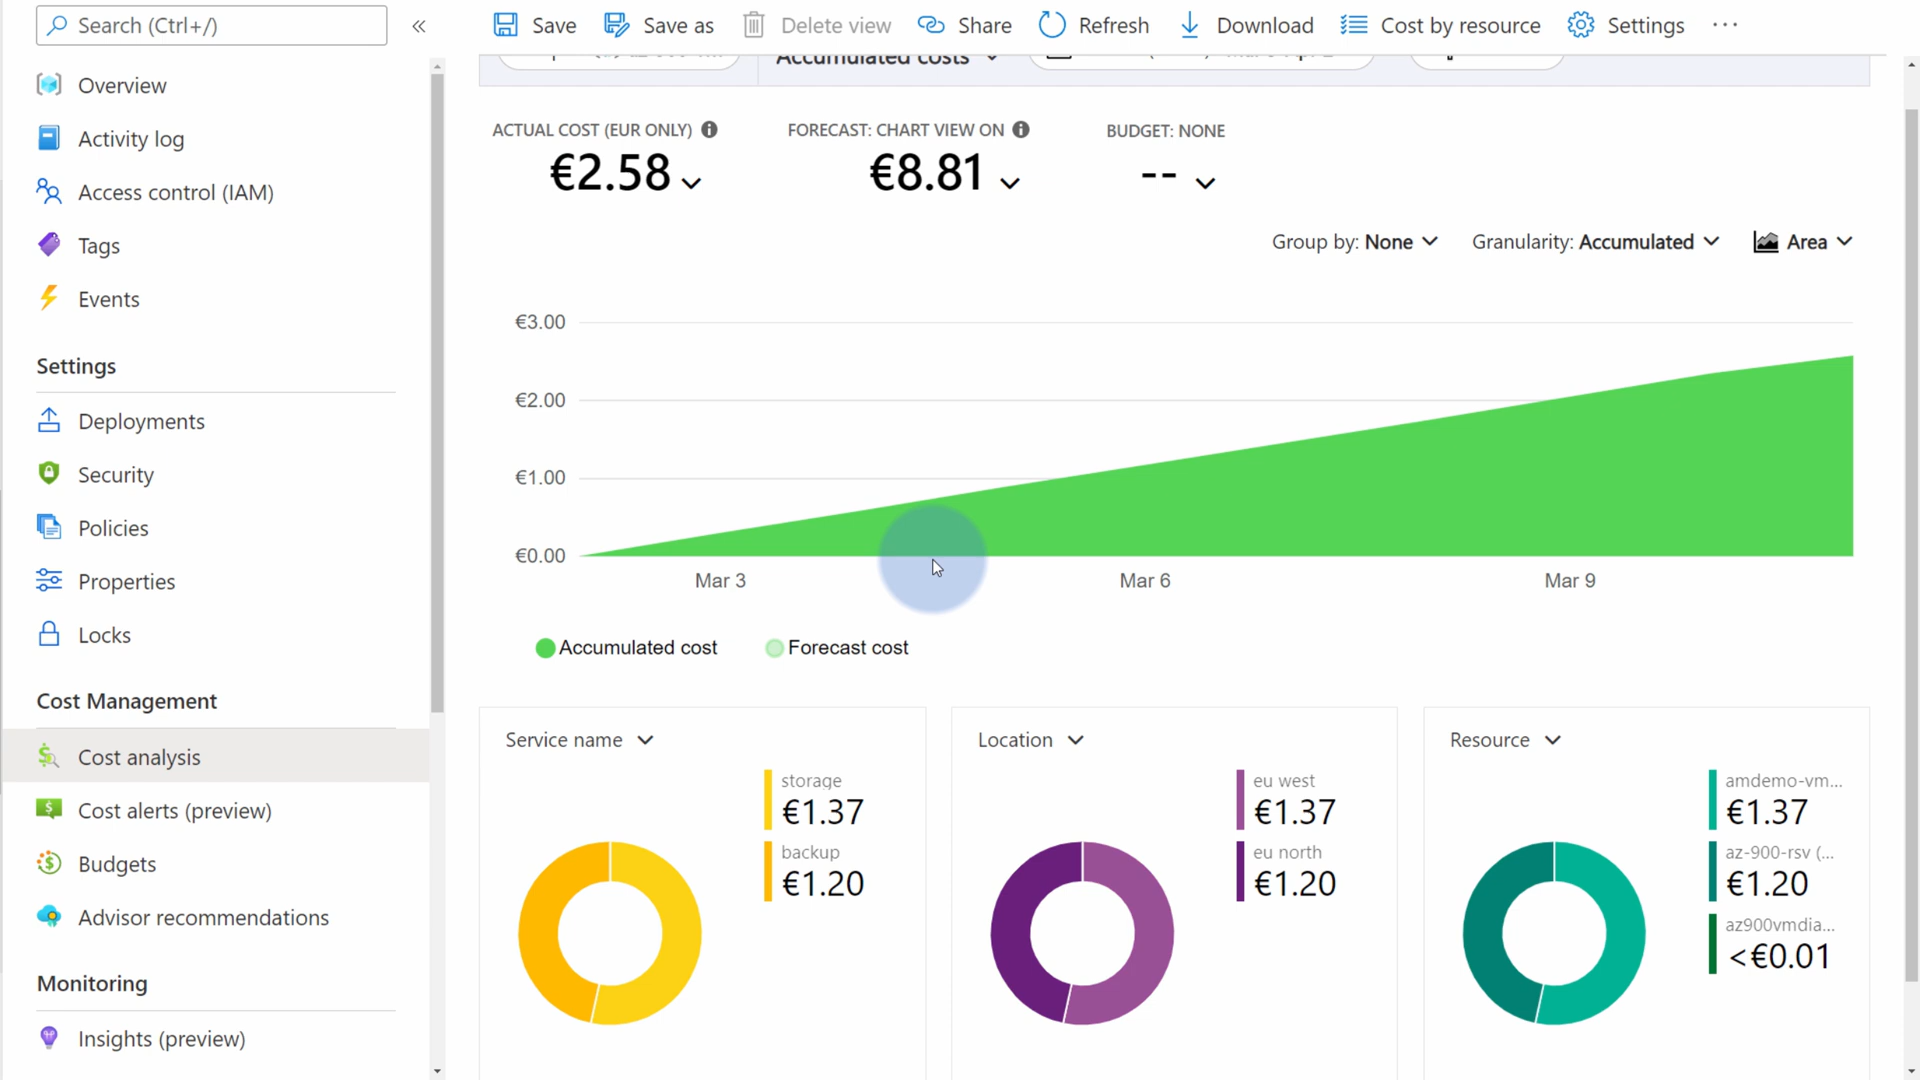 Search (Ctrl+/)
«
Save
Save as
Delete view
Share
Refresh
Download
Cost by resource
Settings
···
Accumulated costs
Overview
Activity log
Access control (IAM)
Tags
Events
Settings
Deployments
Security
Policies
Properties
Locks
Cost Management
Cost analysis
Cost alerts (preview)
Budgets
Advisor recommendations
Monitoring
Insights (preview)
ACTUAL COST (EUR ONLY)
€2.58
FORECAST: CHART VIEW ON
€8.81
BUDGET: NONE
--
Group by: None
Granularity: Accumulated
Area
€3.00
€2.00
€1.00
€0.00
Mar 3
Mar 6
Mar 9
Accumulated cost
Forecast cost
Service name
storage
€1.37
backup
€1.20
Location
eu west
€1.37
eu north
€1.20
Resource
amdemo-vm...
€1.37
az-900-rsv (...
€1.20
az900vmdia...
<€0.01